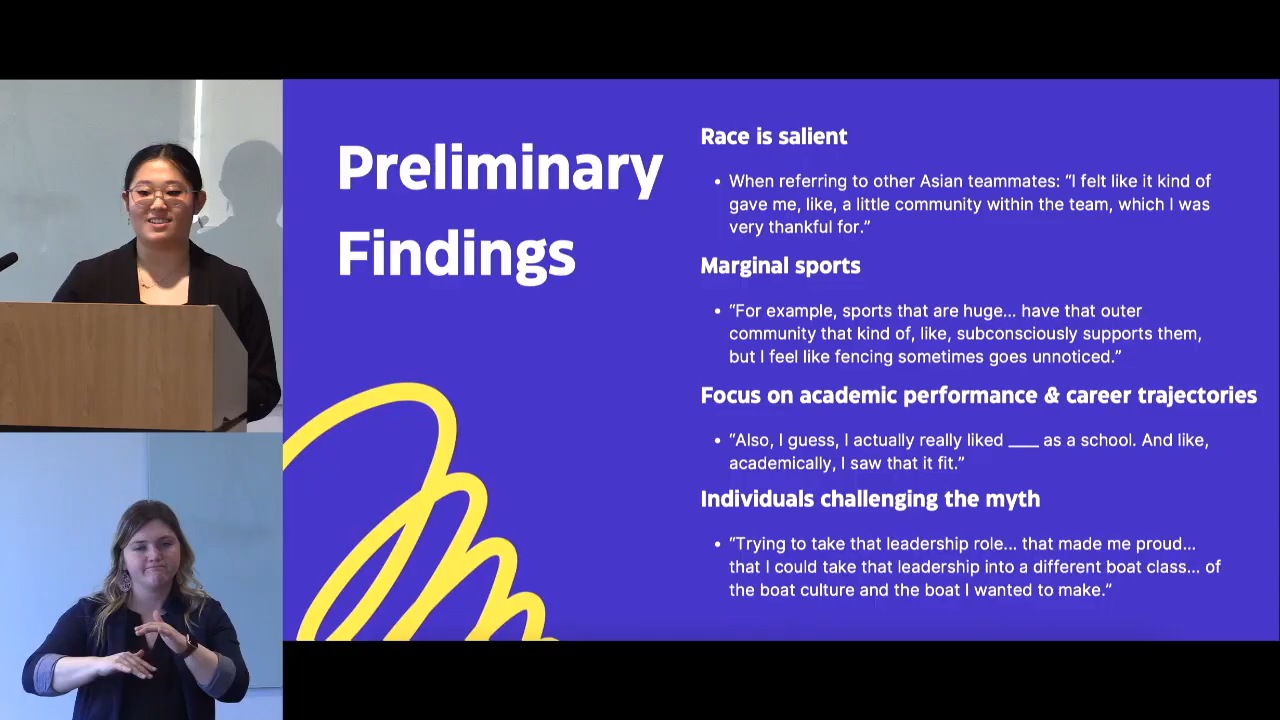 Preliminary
Findings
Race is salient
• When referring to other Asian teammates: “I felt like it kind of
gave me, like, a little community within the team, which I was
very thankful for.”
Marginal sports
• “For example, sports that are huge... have that outer
community that kind of, like, subconsciously supports them,
but I feel like fencing sometimes goes unnoticed.”
Focus on academic performance & career trajectories
• “Also, I guess, I actually really liked ____ as a school. And like,
academically, I saw that it fit.”
Individuals challenging the myth
• “Trying to take that leadership role... that made me proud...
that I could take that leadership into a different boat class... of
the boat culture and the boat I wanted to make.”